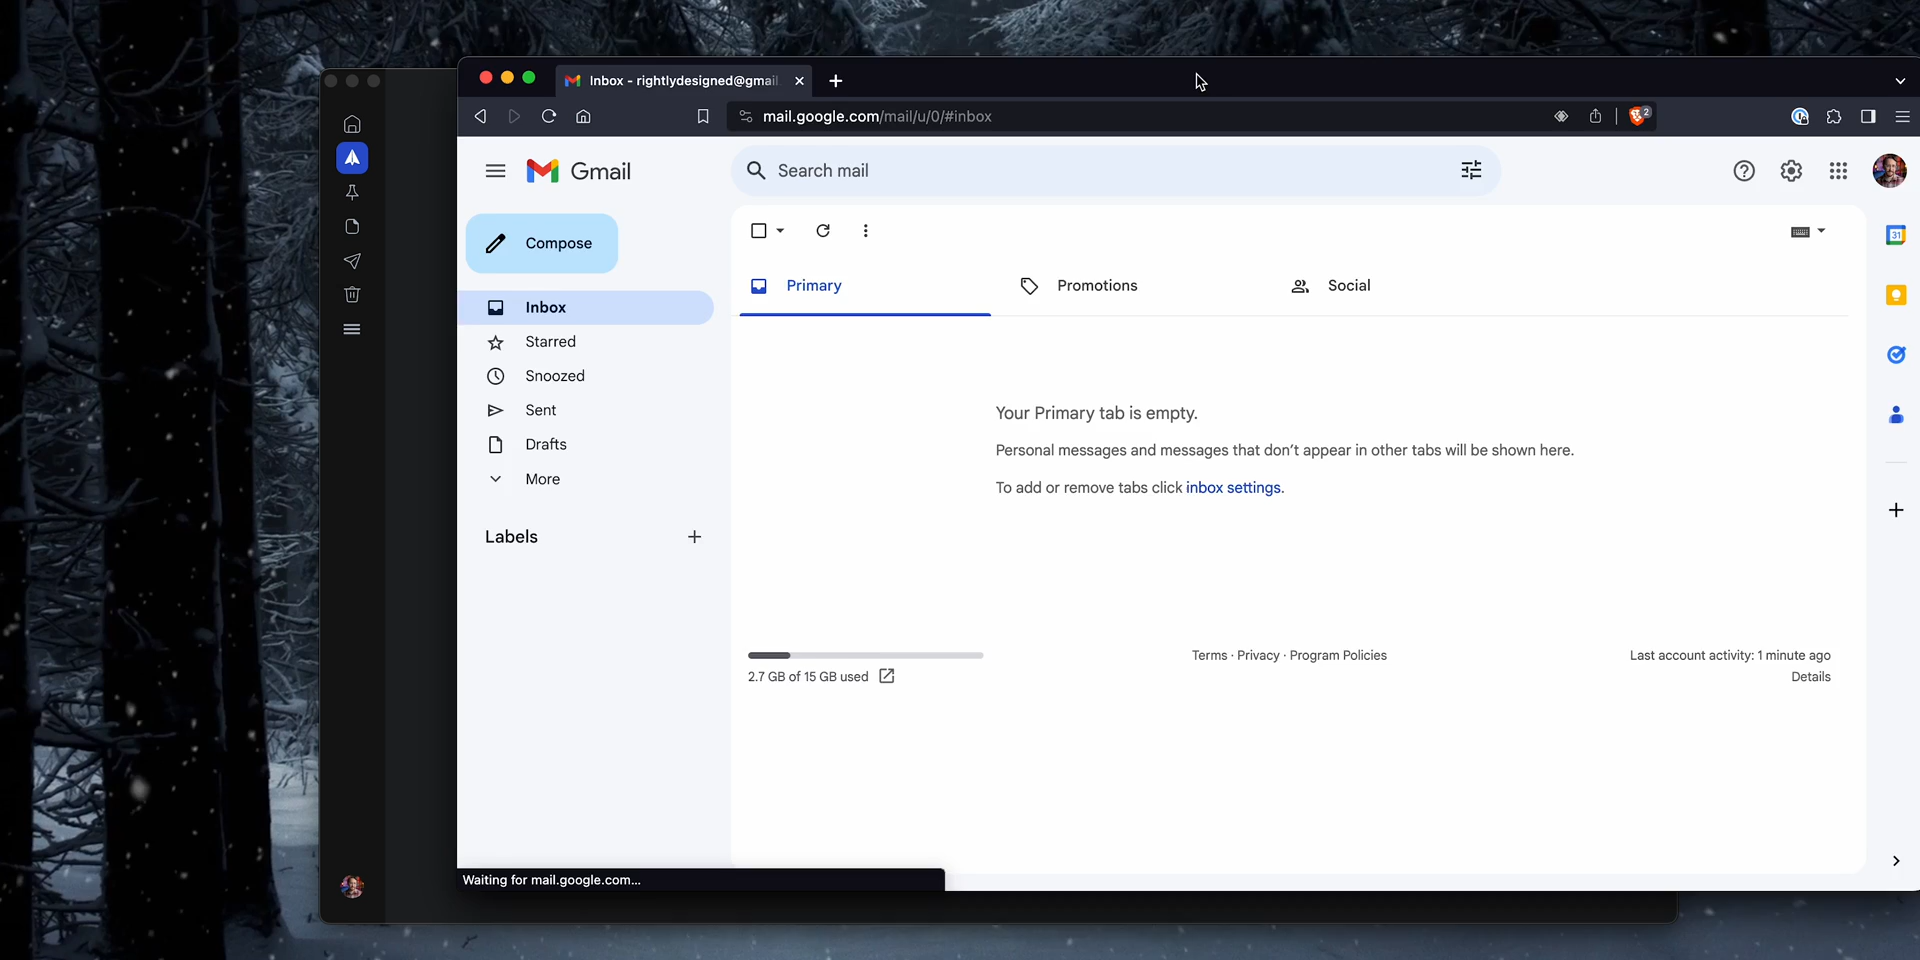 Inbox - rightlydesigned@gmail
mail.google.com/mail/u/0/#inbox
2
Gmail
Search mail
Compose
31
Primary
Promotions
Social
Inbox
Starred
Snoozed
Sent
Drafts
More
Labels
Your Primary tab is empty.
Personal messages and messages that don’t appear in other tabs will be shown here.
To add or remove tabs click inbox settings.
2.7 GB of 15 GB used
Terms · Privacy · Program Policies
Last account activity: 1 minute ago
Details
Waiting for mail.google.com...